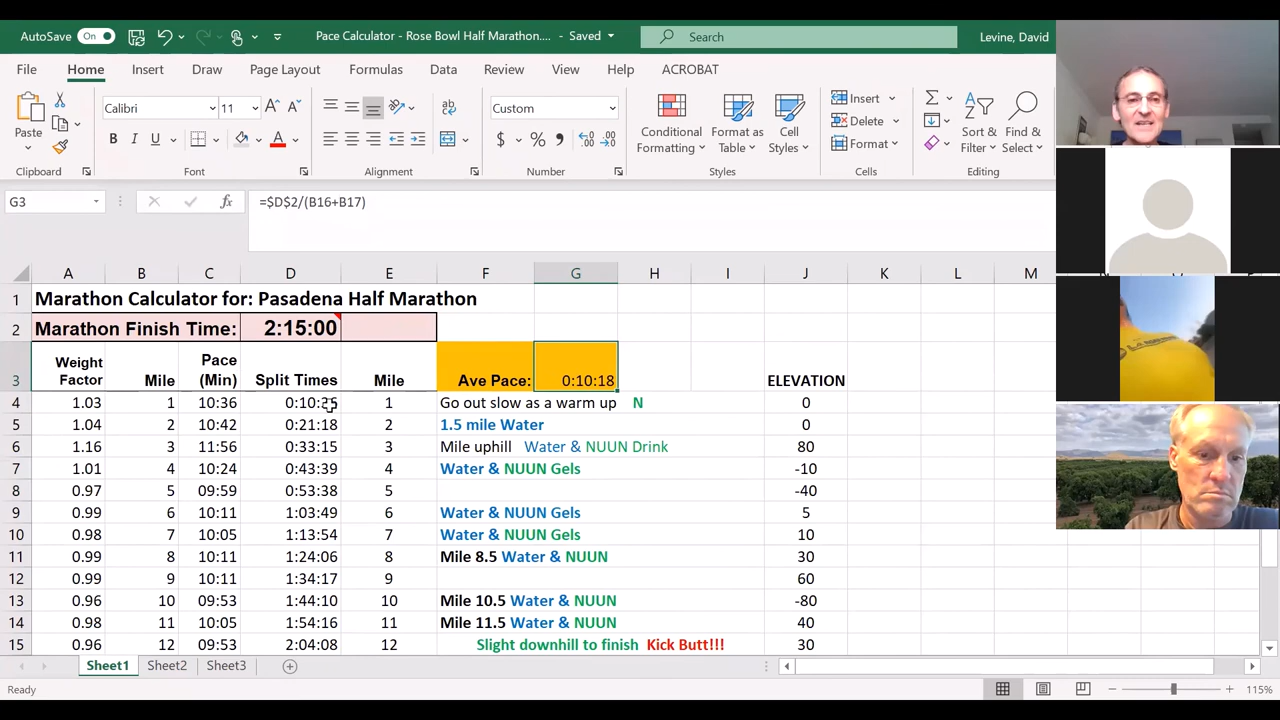 AutoSave On Pace Calculator - Rose Bowl Half Marathon.... - Saved Search Levine, David
File Home Insert Draw Page Layout Formulas Data Review View Help ACROBAT
Calibri 11 Custom Insert
Paste B I U $ % Conditional Formatting Format as Table Cell Styles Delete Sort & Filter Find & Select
Format
Clipboard Font Alignment Number Styles Cells Editing
G3 fx =$D$2/(B16+B17)
A B C D E F G H I J K L M
1 Marathon Calculator for: Pasadena Half Marathon
2 Marathon Finish Time: 2:15:00
3 Weight Factor Mile Pace (Min) Split Times Mile Ave Pace: 0:10:18 ELEVATION
4 1.03 1 10:36 1 Go out slow as a warm up N 0
5 1.04 2 10:42 0:21:18 2 1.5 mile Water 0
6 1.16 3 11:56 0:33:15 3 Mile uphill Water & NUUN Drink 80
7 1.01 4 10:24 0:43:39 4 Water & NUUN Gels -10
8 0.97 5 09:59 0:53:38 5 -40
9 0.99 6 10:11 1:03:49 6 Water & NUUN Gels 5
10 0.98 7 10:05 1:13:54 7 Water & NUUN Gels 10
11 0.99 8 10:11 1:24:06 8 Mile 8.5 Water & NUUN 30
12 0.99 9 10:11 1:34:17 9 60
13 0.96 10 09:53 1:44:10 10 Mile 10.5 Water & NUUN -80
14 0.98 11 10:05 1:54:16 11 Mile 11.5 Water & NUUN 40
15 0.96 12 09:53 2:04:08 12 Slight downhill to finish Kick Butt!!! 30
Sheet1 Sheet2 Sheet3
Ready 115%